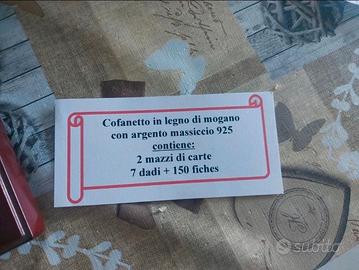 Cofanetto in legno di mogano
con argento massiccio 925
contiene:
2 mazzi di carte
7 dadi + 150 fiches
subito